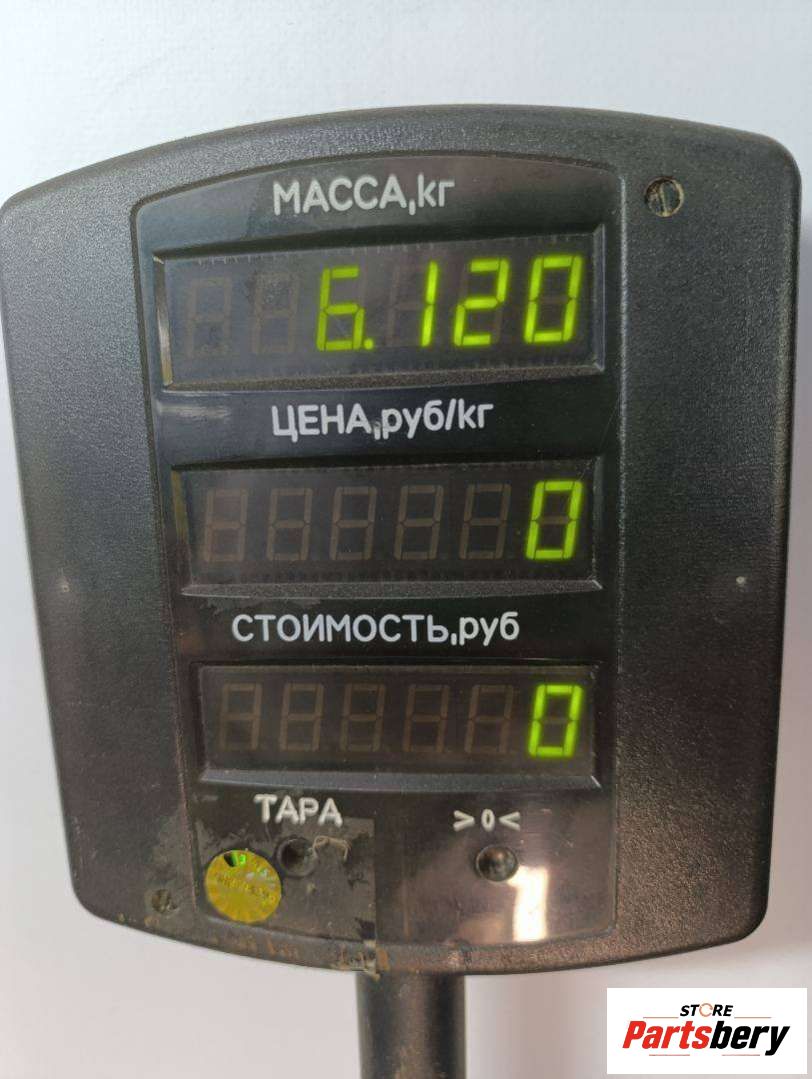 МАССА,кг
6.120
ЦЕНА,руб/кг
0
СТОИМОСТЬ,руб
0
ТАРА
>0<
STORE
Partsbery